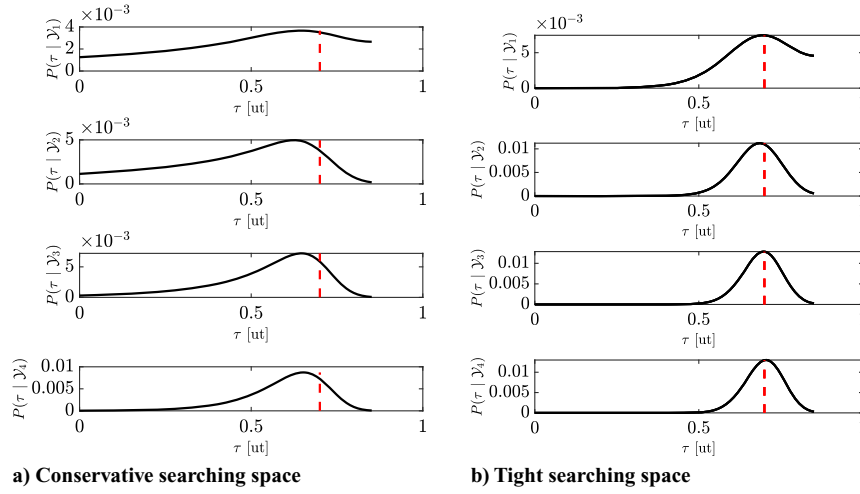 ×10⁻³
4
2
0
P(τ | 𝒴₁)
0 0.5 1
τ [ut]
×10⁻³
5
0
P(τ | 𝒴₂)
0 0.5 1
τ [ut]
×10⁻³
5
0
P(τ | 𝒴₃)
0 0.5 1
τ [ut]
0.01
0.005
0
P(τ | 𝒴₄)
0 0.5 1
τ [ut]
a) Conservative searching space
×10⁻³
5
0
P(τ | 𝒴₁)
0 0.5
τ [ut]
0.01
0.005
0
P(τ | 𝒴₂)
0 0.5
τ [ut]
0.01
0.005
0
P(τ | 𝒴₃)
0 0.5
τ [ut]
0.01
0.005
0
P(τ | 𝒴₄)
0 0.5
τ [ut]
b) Tight searching space